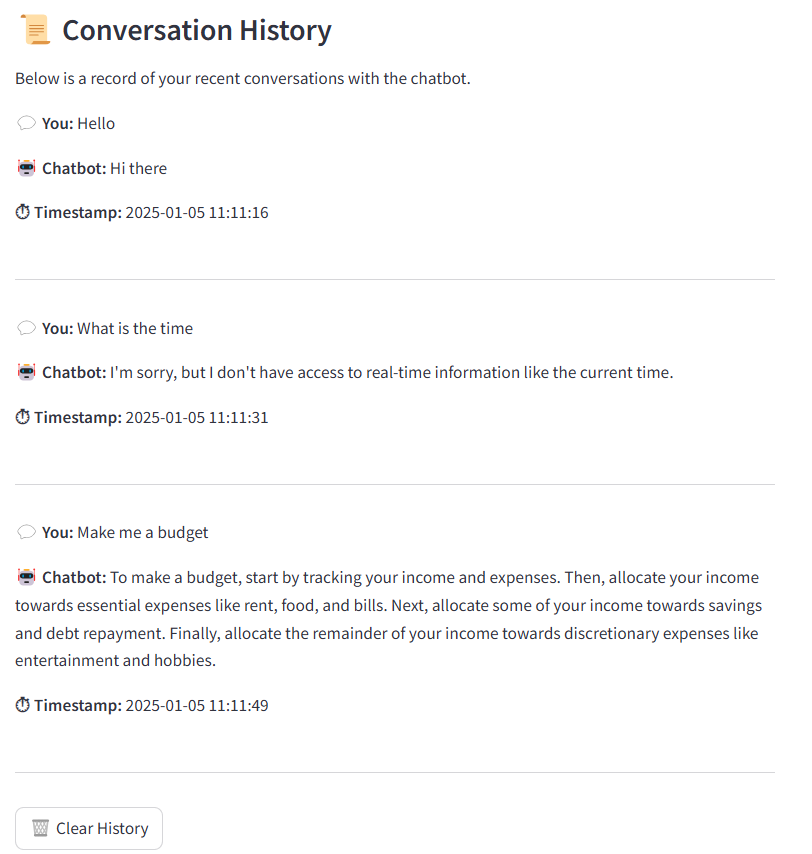 📜 Conversation History
Below is a record of your recent conversations with the chatbot.
💬 You: Hello
🤖 Chatbot: Hi there
⏱ Timestamp: 2025-01-05 11:11:16
💬 You: What is the time
🤖 Chatbot: I'm sorry, but I don't have access to real-time information like the current time.
⏱ Timestamp: 2025-01-05 11:11:31
💬 You: Make me a budget
🤖 Chatbot: To make a budget, start by tracking your income and expenses. Then, allocate your income
towards essential expenses like rent, food, and bills. Next, allocate some of your income towards savings
and debt repayment. Finally, allocate the remainder of your income towards discretionary expenses like
entertainment and hobbies.
⏱ Timestamp: 2025-01-05 11:11:49
🗑 Clear History